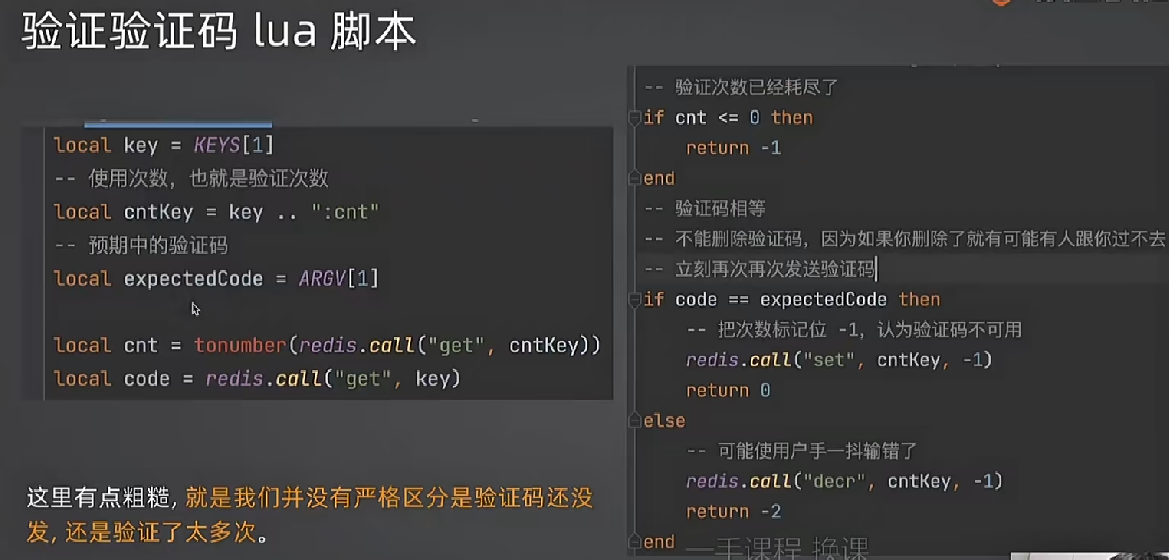 验证验证码 lua 脚本
local key = KEYS[1]
-- 使用次数，也就是验证次数
local cntKey = key .. ":cnt"
-- 预期中的验证码
local expectedCode = ARGV[1]
local cnt = tonumber(redis.call("get", cntKey))
local code = redis.call("get", key)
这里有点粗糙, 就是我们并没有严格区分是验证码还没
发, 还是验证了太多次。
-- 验证次数已经耗尽了
if cnt <= 0 then
return -1
end
-- 验证码相等
-- 不能删除验证码，因为如果你删除了就有可能有人跟你过不去
-- 立刻再次再次发送验证码
if code == expectedCode then
-- 把次数标记位 -1，认为验证码不可用
redis.call("set", cntKey, -1)
return 0
else
-- 可能使用户手一抖输错了
redis.call("decr", cntKey, -1)
return -2
end
一手课程 换课